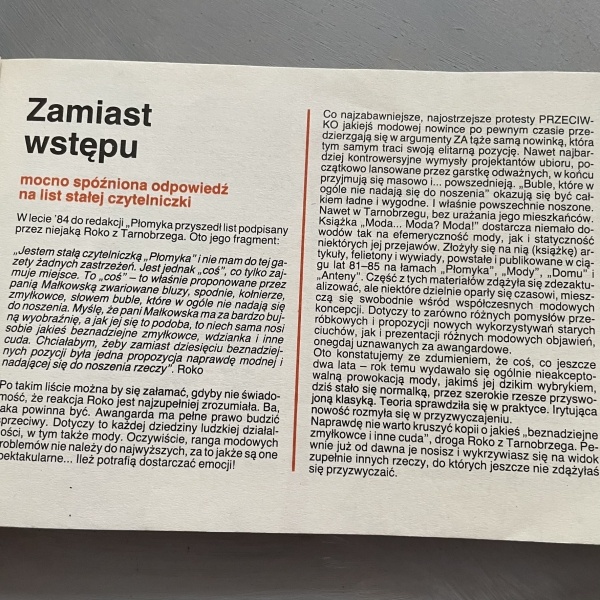 Zamiast
wstępu
mocno spóźniona odpowiedź
na list stałej czytelniczki
W lecie '84 do redakcji „Płomyka przyszedł list podpisany
przez niejaką Roko z Tarnobrzega. Oto jego fragment:
„Jestem stałą czytelniczką „Płomyka" i nie mam do tej ga-
zety żadnych zastrzeżeń. Jest jednak „coś", co tylko zaj-
muje miejsce. To „coś" – to właśnie proponowane przez
panią Małkowską zwariowane bluzy, spodnie, kołnierze,
zmyłkowce, słowem buble, które w ogóle nie nadają się
do noszenia. Myślę, że pani Małkowska ma za bardzo buj-
ną wyobraźnię, a jak jej się to podoba, to niech sama nosi
sobie jakieś beznadziejne zmyłkowce, wdzianka i inne
cuda. Chciałabym, żeby zamiast dziesięciu beznadziej-
nych pozycji była jedna propozycja naprawdę modnej i
nadającej się do noszenia rzeczy". Roko
Po takim liście można by się załamać, gdyby nie świado-
mość, że reakcja Roko jest najzupełniej zrozumiała. Ba,
aka powinna być. Awangarda ma pełne prawo budzić
sprzeciwy. Dotyczy to każdej dziedziny ludzkiej działal-
ości, w tym także mody. Oczywiście, ranga modowych
roblemów nie należy do najwyższych, za to jakże są one
pektakularne... Ileż potrafią dostarczać emocji!
Co najzabawniejsze, najostrzejsze protesty PRZECIW-
KO jakiejś modowej nowince po pewnym czasie prze-
dzierzgają się w argumenty ZA tąże samą nowinką, która
tym samym traci swoją elitarną pozycję. Nawet najbar-
dziej kontrowersyjne wymysły projektantów ubioru, po-
czątkowo lansowane przez garstkę odważnych, w końcu
przyjmują się masowo i... powszednieją. „Buble, które w
ogóle nie nadają się do noszenia" okazują się być cał-
kiem ładne i wygodne. I właśnie powszechnie noszone.
Nawet w Tarnobrzegu, bez urażania jego mieszkańców.
Książka „Moda... Moda? Moda!" dostarcza niemało do-
wodów tak na efemeryczność mody, jak i statyczność
niektórych jej przejawów. Złożyły się na nią (książkę) ar-
tykuły, felietony i wywiady, powstałe i publikowane w cią-
gu lat 81–85 na łamach „Płomyka", „Mody", „Domu" i
„Anteny". Część z tych materiałów zdążyła się zdezaktu-
alizować, ale niektóre dzielnie oparły się czasowi, miesz-
cząc się swobodnie wśród współczesnych modowych
koncepcji. Dotyczy to zarówno różnych pomysłów prze-
róbkowych i propozycji nowych wykorzystywań starych
ciuchów, jak i prezentacji różnych modowych objawień,
onegdaj uznawanych za awangardowe.
Oto konstatujemy ze zdumieniem, że coś, co jeszcze
dwa lata – rok temu wydawało się ogólnie nieakcepto-
walną prowokacją mody, jakimś jej dzikim wybrykiem,
dziś stało się normalką, przez szerokie rzesze przyswo-
joną klasyką. Teoria sprawdziła się w praktyce. Irytująca
nowość rozmyła się w przyzwyczajeniu.
Naprawdę nie warto kruszyć kopii o jakieś „beznadziejne
zmyłkowce i inne cuda", droga Roko z Tarnobrzega. Pe-
wnie już od dawna je nosisz i wykrzywiasz się na widok
zupełnie innych rzeczy, do których jeszcze nie zdążyłaś
się przyzwyczaić.